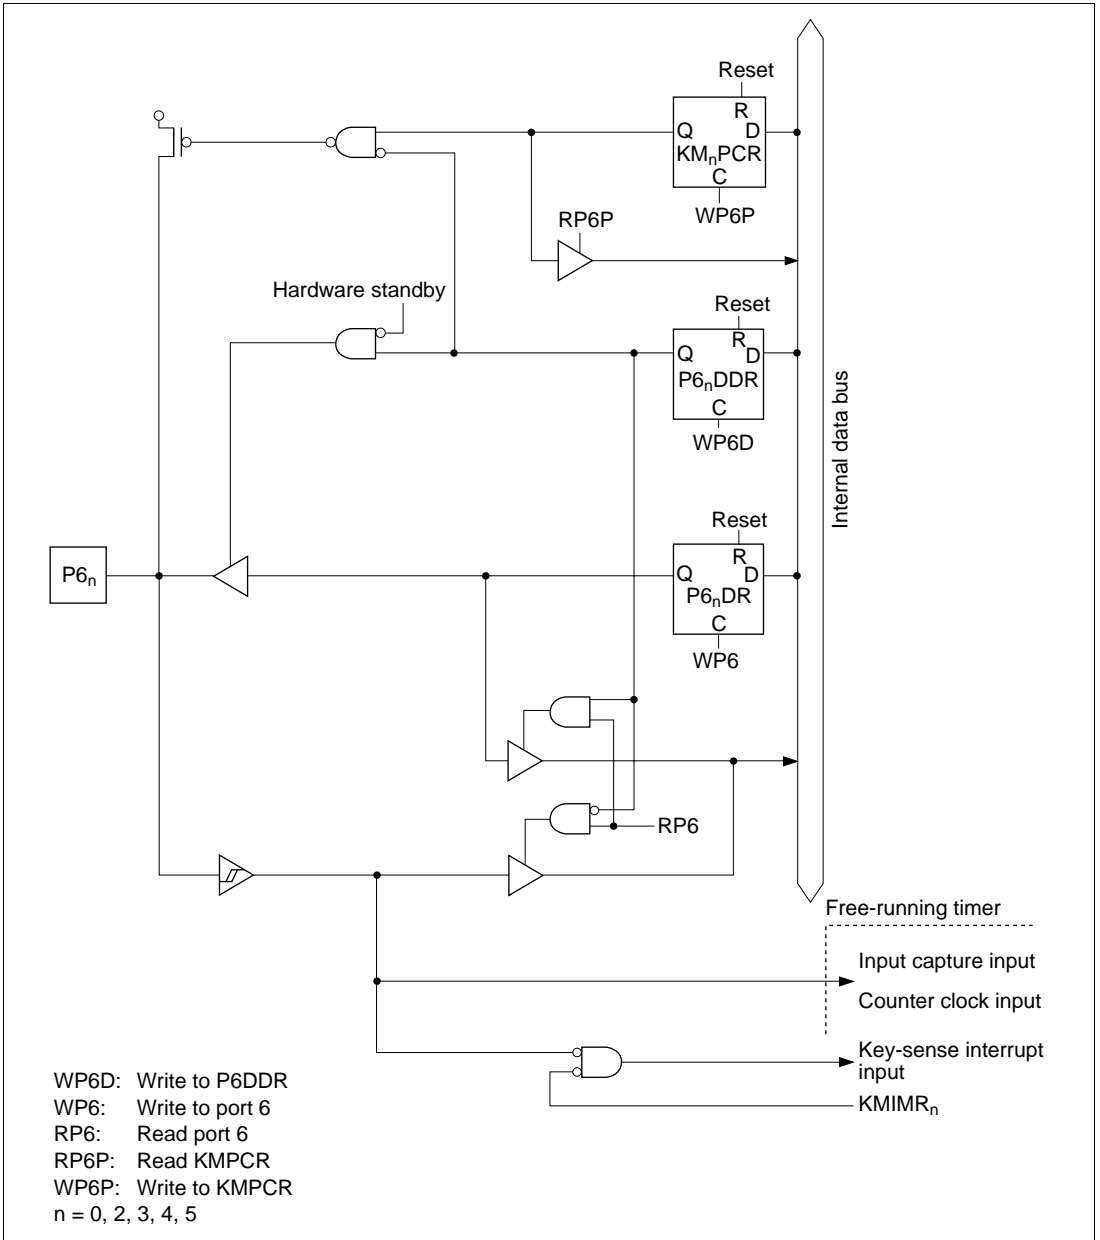 Reset
R
Q D
KMnPCR
C
WP6P
RP6P
Hardware standby
Reset
R
Q D
P6nDDR
C
WP6D
Internal data bus
Reset
R
P6n
Q D
P6nDR
C
WP6
RP6
Free-running timer
Input capture input
Counter clock input
Key-sense interrupt
input
KMIMRn
WP6D: Write to P6DDR
WP6: Write to port 6
RP6: Read port 6
RP6P: Read KMPCR
WP6P: Write to KMPCR
n = 0, 2, 3, 4, 5